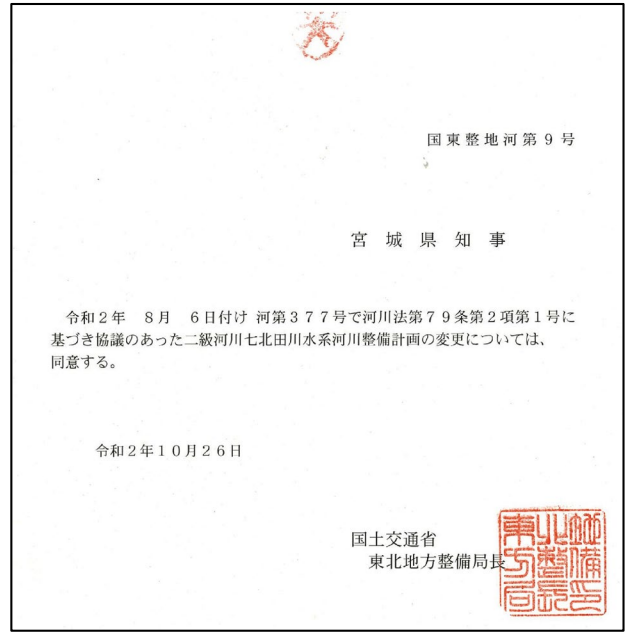 国東整地河第９号
宮城県知事
令和２年　８月　６日付け 河第３７７号で河川法第７９条第２項第１号に
基づき協議のあった二級河川七北田川水系河川整備計画の変更については、
同意する。
令和２年１０月２６日
国土交通省
東北地方整備局長